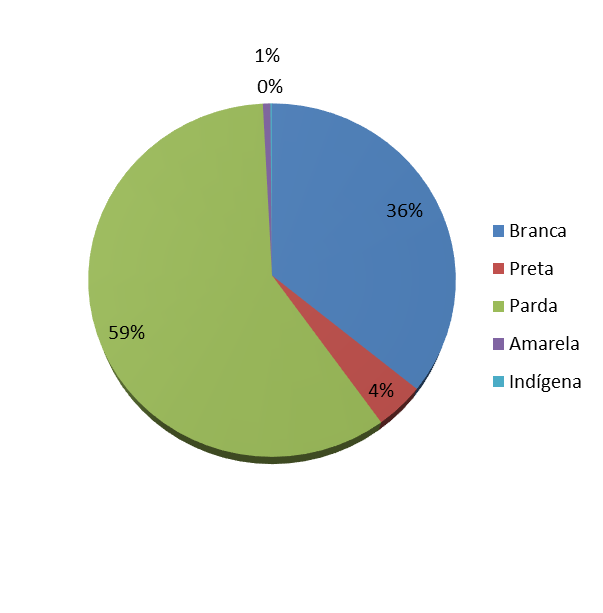 1%
0%
36%
59%
4%
Branca
Preta
Parda
Amarela
Indígena